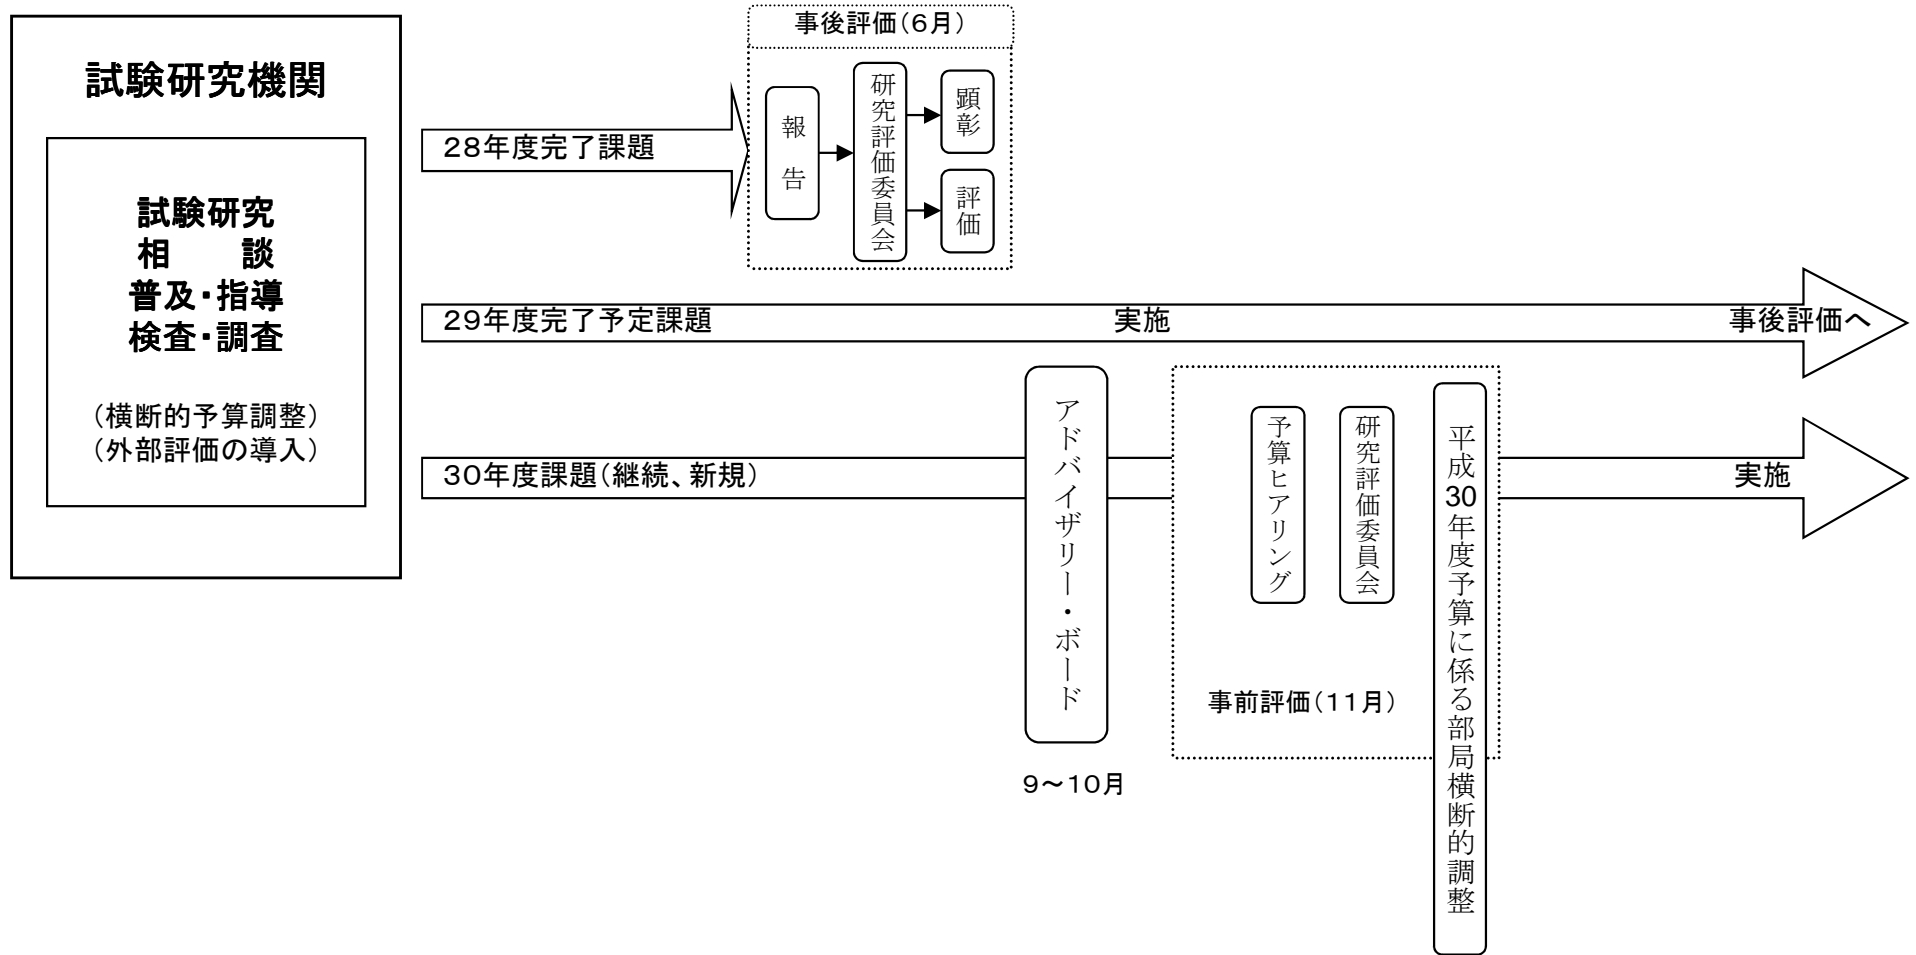 試験研究機関
試験研究
相　　談
普及・指導
検査・調査
（横断的予算調整）
（外部評価の導入）
事後評価（６月）
28年度完了課題
報　告
研究評価委員会
顕彰
評価
29年度完了予定課題
実施
事後評価へ
30年度課題（継続、新規）
アドバイザリー・ボード
9～10月
予算ヒアリング
研究評価委員会
事前評価（11月）
平成30年度予算に係る部局横断的調整
実施